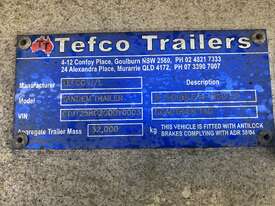 Tefco Trailers
4-12 Confoy Place, Goulburn NSW 2580, PH 02 4821 7333
24 Alexandra Place, Murarrie QLD 4172, PH 07 3390 7007
Manufacturer Description
Model TANDEM TRAILER
VIN
Aggregate Trailer Mass 32,000 kg
THIS VEHICLE IS FITTED WITH ANTILOCK
BRAKES COMPLYING WITH ADR 38/04